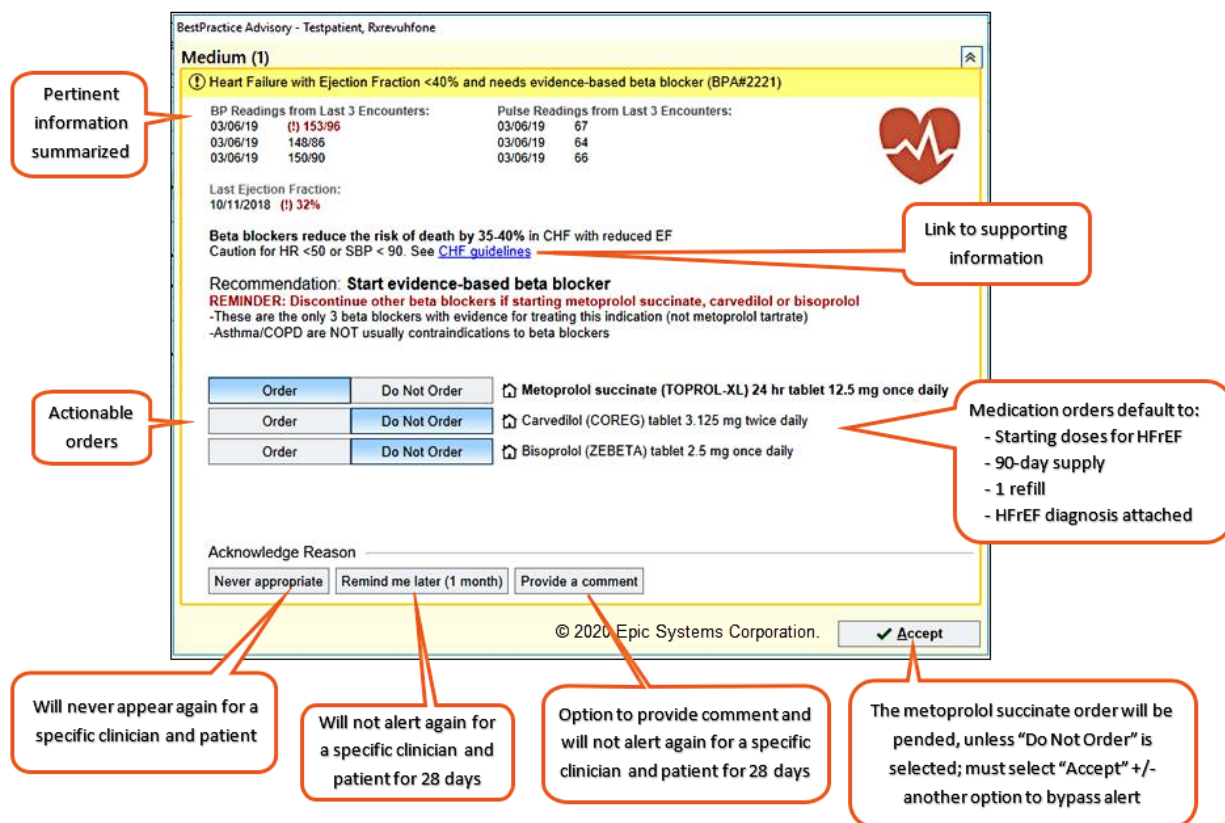 BestPractice Advisory - Testpatient, Rxrevuhfone
Medium (1)
Heart Failure with Ejection Fraction <40% and needs evidence-based beta blocker (BPA#2221)
Pertinent
information
summarized
BP Readings from Last 3 Encounters:
03/06/19 (!) 153/96
03/06/19 148/86
03/06/19 150/90
Pulse Readings from Last 3 Encounters:
03/06/19 67
03/06/19 64
03/06/19 66
Last Ejection Fraction:
10/11/2018 (!) 32%
Beta blockers reduce the risk of death by 35-40% in CHF with reduced EF
Caution for HR <50 or SBP < 90. See CHF guidelines
Link to supporting
information
Recommendation: Start evidence-based beta blocker
REMINDER: Discontinue other beta blockers if starting metoprolol succinate, carvedilol or bisoprolol
-These are the only 3 beta blockers with evidence for treating this indication (not metoprolol tartrate)
-Asthma/COPD are NOT usually contraindications to beta blockers
Actionable
orders
Order Do Not Order Metoprolol succinate (TOPROL-XL) 24 hr tablet 12.5 mg once daily
Order Do Not Order Carvedilol (COREG) tablet 3.125 mg twice daily
Order Do Not Order Bisoprolol (ZEBETA) tablet 2.5 mg once daily
Medication orders default to:
- Starting doses for HFrEF
- 90-day supply
- 1 refill
- HFrEF diagnosis attached
Acknowledge Reason
Never appropriate Remind me later (1 month) Provide a comment
© 2020 Epic Systems Corporation. Accept
Will never appear again for a
specific clinician and patient
Will not alert again for
a specific clinician and
patient for 28 days
Option to provide comment and
will not alert again for a specific
clinician and patient for 28 days
The metoprolol succinate order will be
pended, unless “Do Not Order” is
selected; must select “Accept” +/-
another option to bypass alert